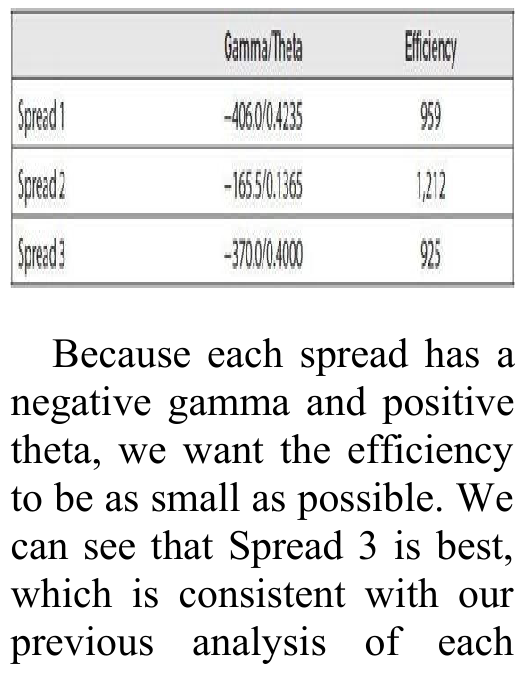 Gamma/Theta Efficiency
Spread 1 –406.0/0.4235 959
Spread 2 –165.5/0.1365 1,212
Spread 3 –370.0/0.4000 925
Because each spread has a
negative gamma and positive
theta, we want the efficiency
to be as small as possible. We
can see that Spread 3 is best,
which is consistent with our
previous analysis of each